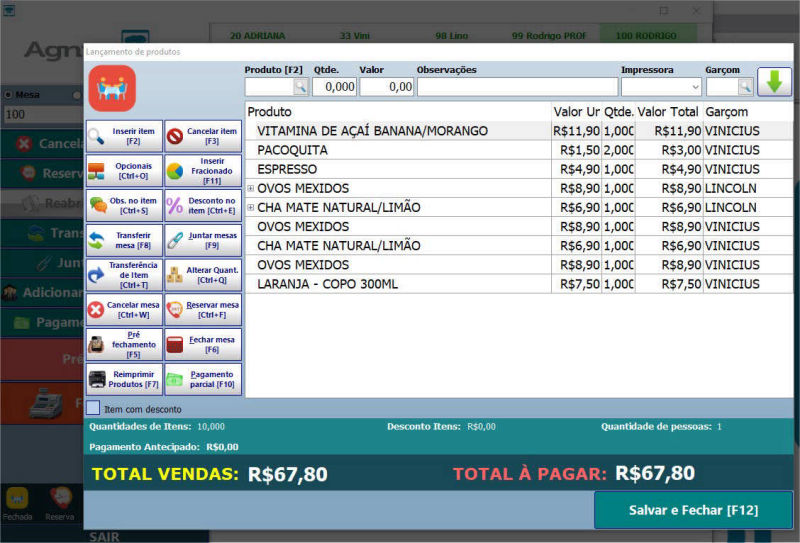 20 ADRIANA 33 Vini 98 Lino 99 Rodrigo PROF 100 RODRIGO
Lançamento de produtos
Mesa
100
Adicionar
SAIR
Fechada Reserva
Produto [F2] Qtde. Valor Observações Impressora Garçom
0,000 0,00
Inserir item [F2]
Cancelar item [F3]
Opcionais [Ctrl+O]
Inserir Fracionado [F11]
Obs. no item [Ctrl+S]
Desconto no item [Ctrl+E]
Transferir mesa [F8]
Juntar mesas [F9]
Transferência de Item [Ctrl+T]
Alterar Quant. [Ctrl+Q]
Cancelar mesa [Ctrl+W]
Reservar mesa [Ctrl+F]
Pré fechamento [F5]
Fechar mesa [F6]
Reimprimir Produtos [F7]
Pagamento parcial [F10]
Produto Valor Ur Qtde. Valor Total Garçom
VITAMINA DE AÇAÍ BANANA/MORANGO R$11,90 1,000 R$11,90 VINICIUS
PACOQUITA R$1,50 2,000 R$3,00 VINICIUS
ESPRESSO R$4,90 1,000 R$4,90 VINICIUS
OVOS MEXIDOS R$8,90 1,000 R$8,90 LINCOLN
CHA MATE NATURAL/LIMÃO R$6,90 1,000 R$6,90 LINCOLN
OVOS MEXIDOS R$8,90 1,000 R$8,90 VINICIUS
CHA MATE NATURAL/LIMÃO R$6,90 1,000 R$6,90 VINICIUS
OVOS MEXIDOS R$8,90 1,000 R$8,90 VINICIUS
LARANJA - COPO 300ML R$7,50 1,000 R$7,50 VINICIUS
Item com desconto
Quantidades de Itens: 10,000 Desconto Itens: R$0,00 Quantidade de pessoas: 1
Pagamento Antecipado: R$0,00
TOTAL VENDAS: R$67,80 TOTAL À PAGAR: R$67,80
Salvar e Fechar [F12]